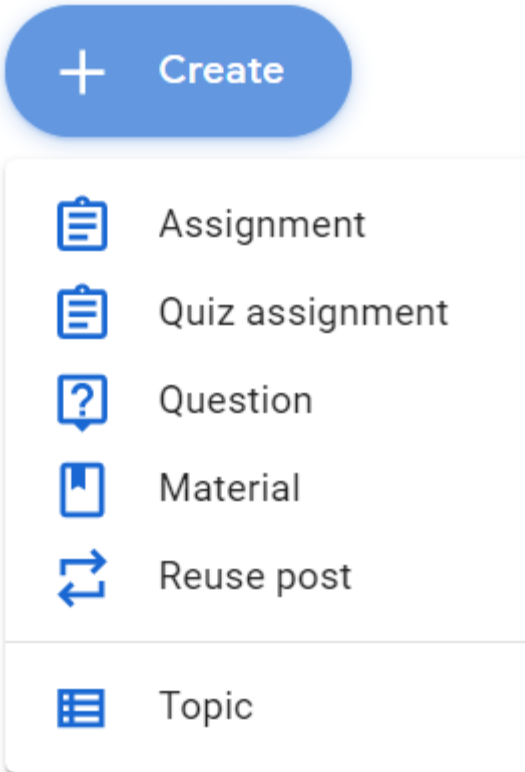 Create
Assignment
Quiz assignment
Question
Material
Reuse post
Topic